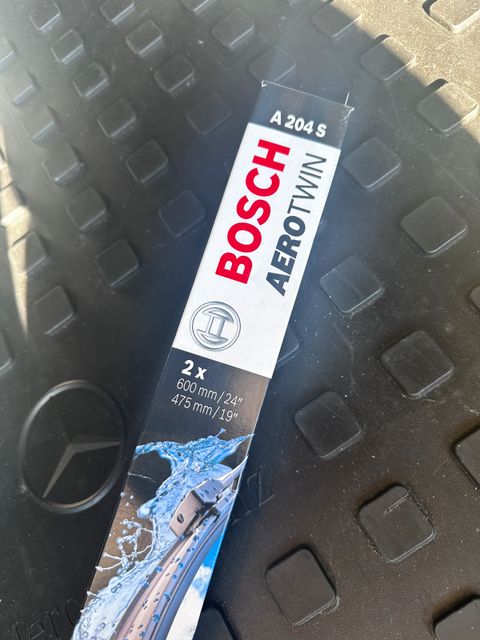 A 204 S
BOSCH
AEROTWIN
2 x
600 mm/24"
475 mm/19"